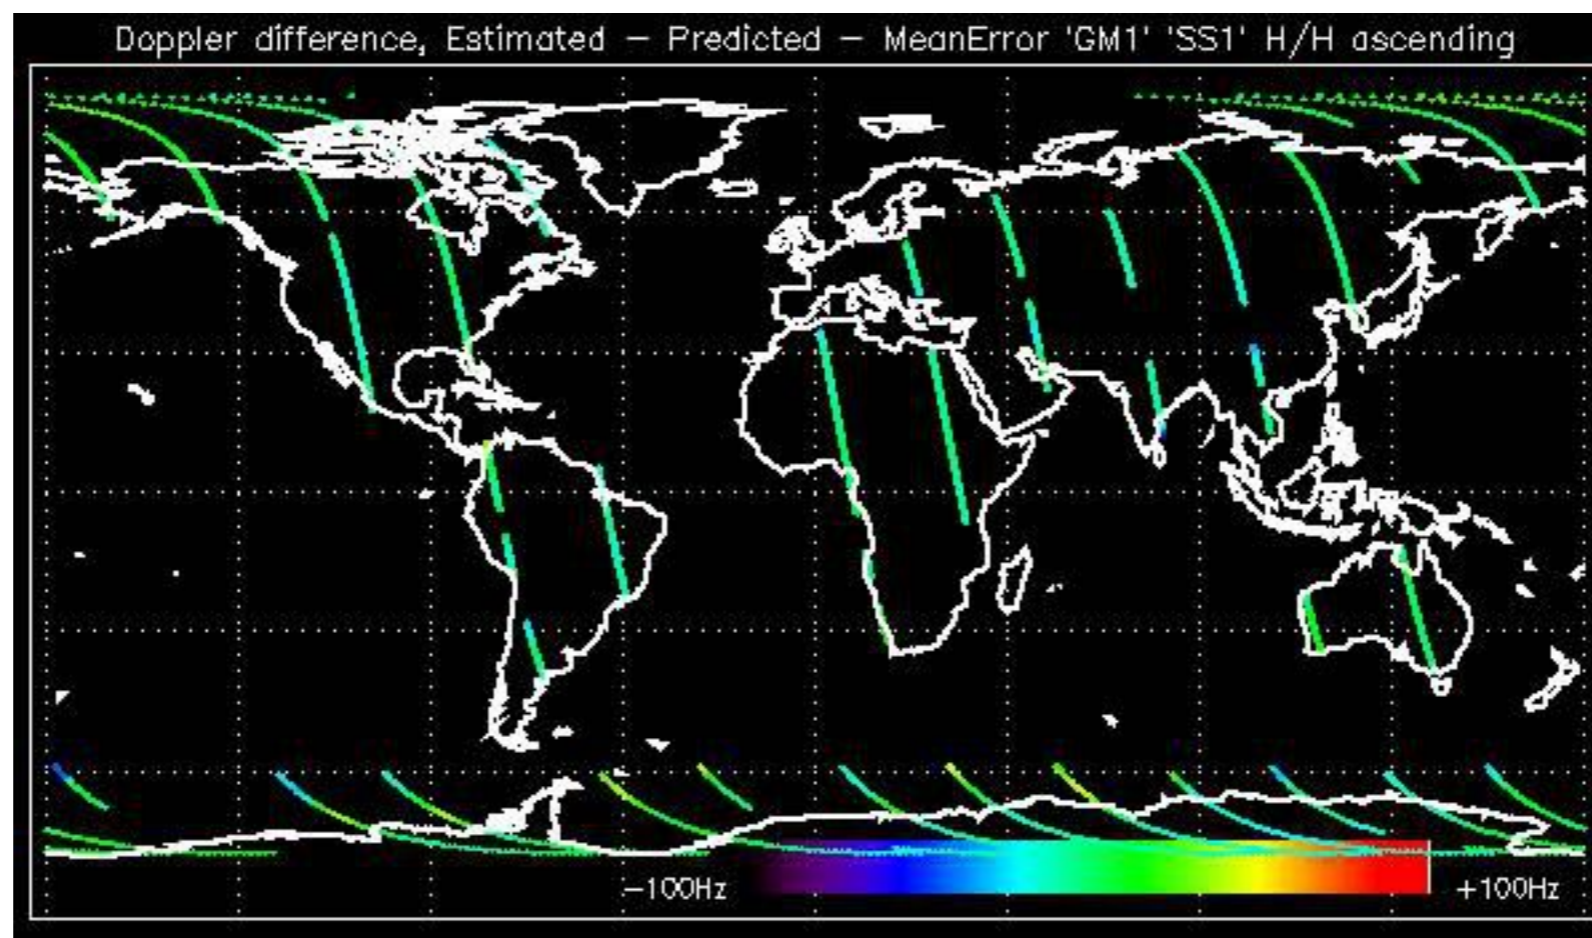 Doppler difference, Estimated − Predicted − MeanError 'GM1' 'SS1' H/H ascending
−100Hz +100Hz